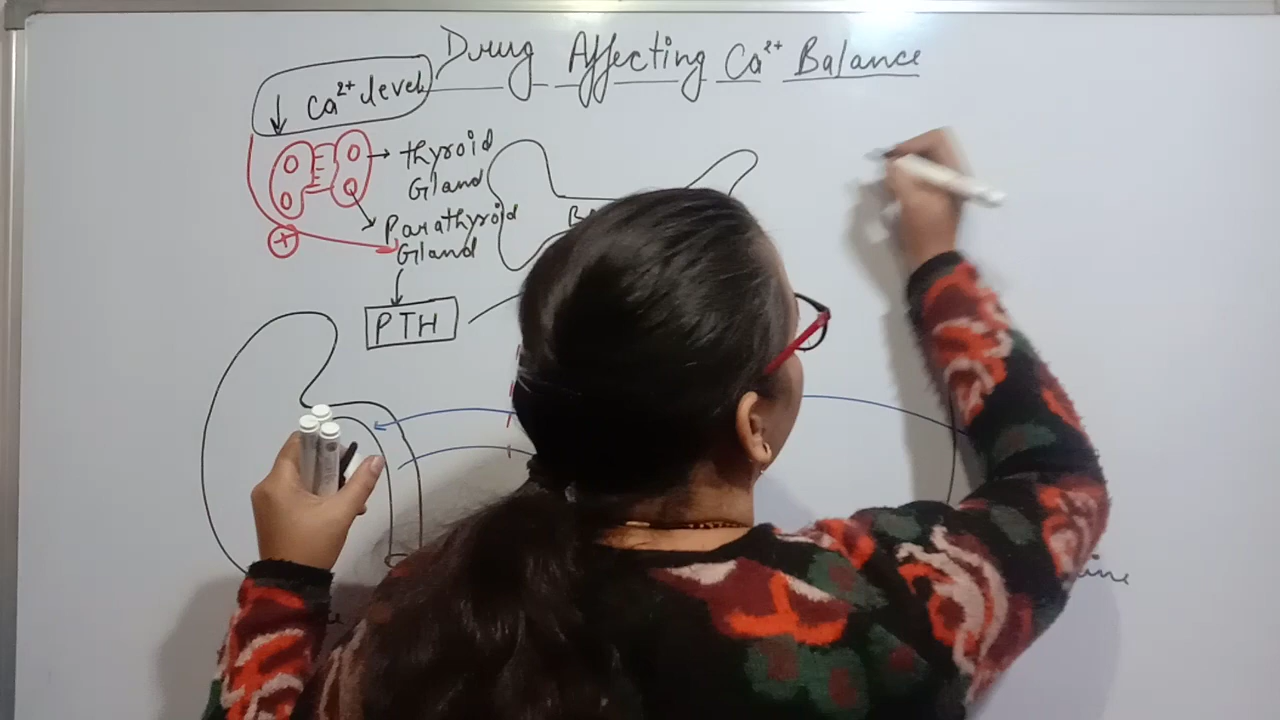 Drug Affecting Ca²⁺ Balance
↓ Ca²⁺ level
→ thyroid
Gland
Parathyroid
Gland
+
PTH